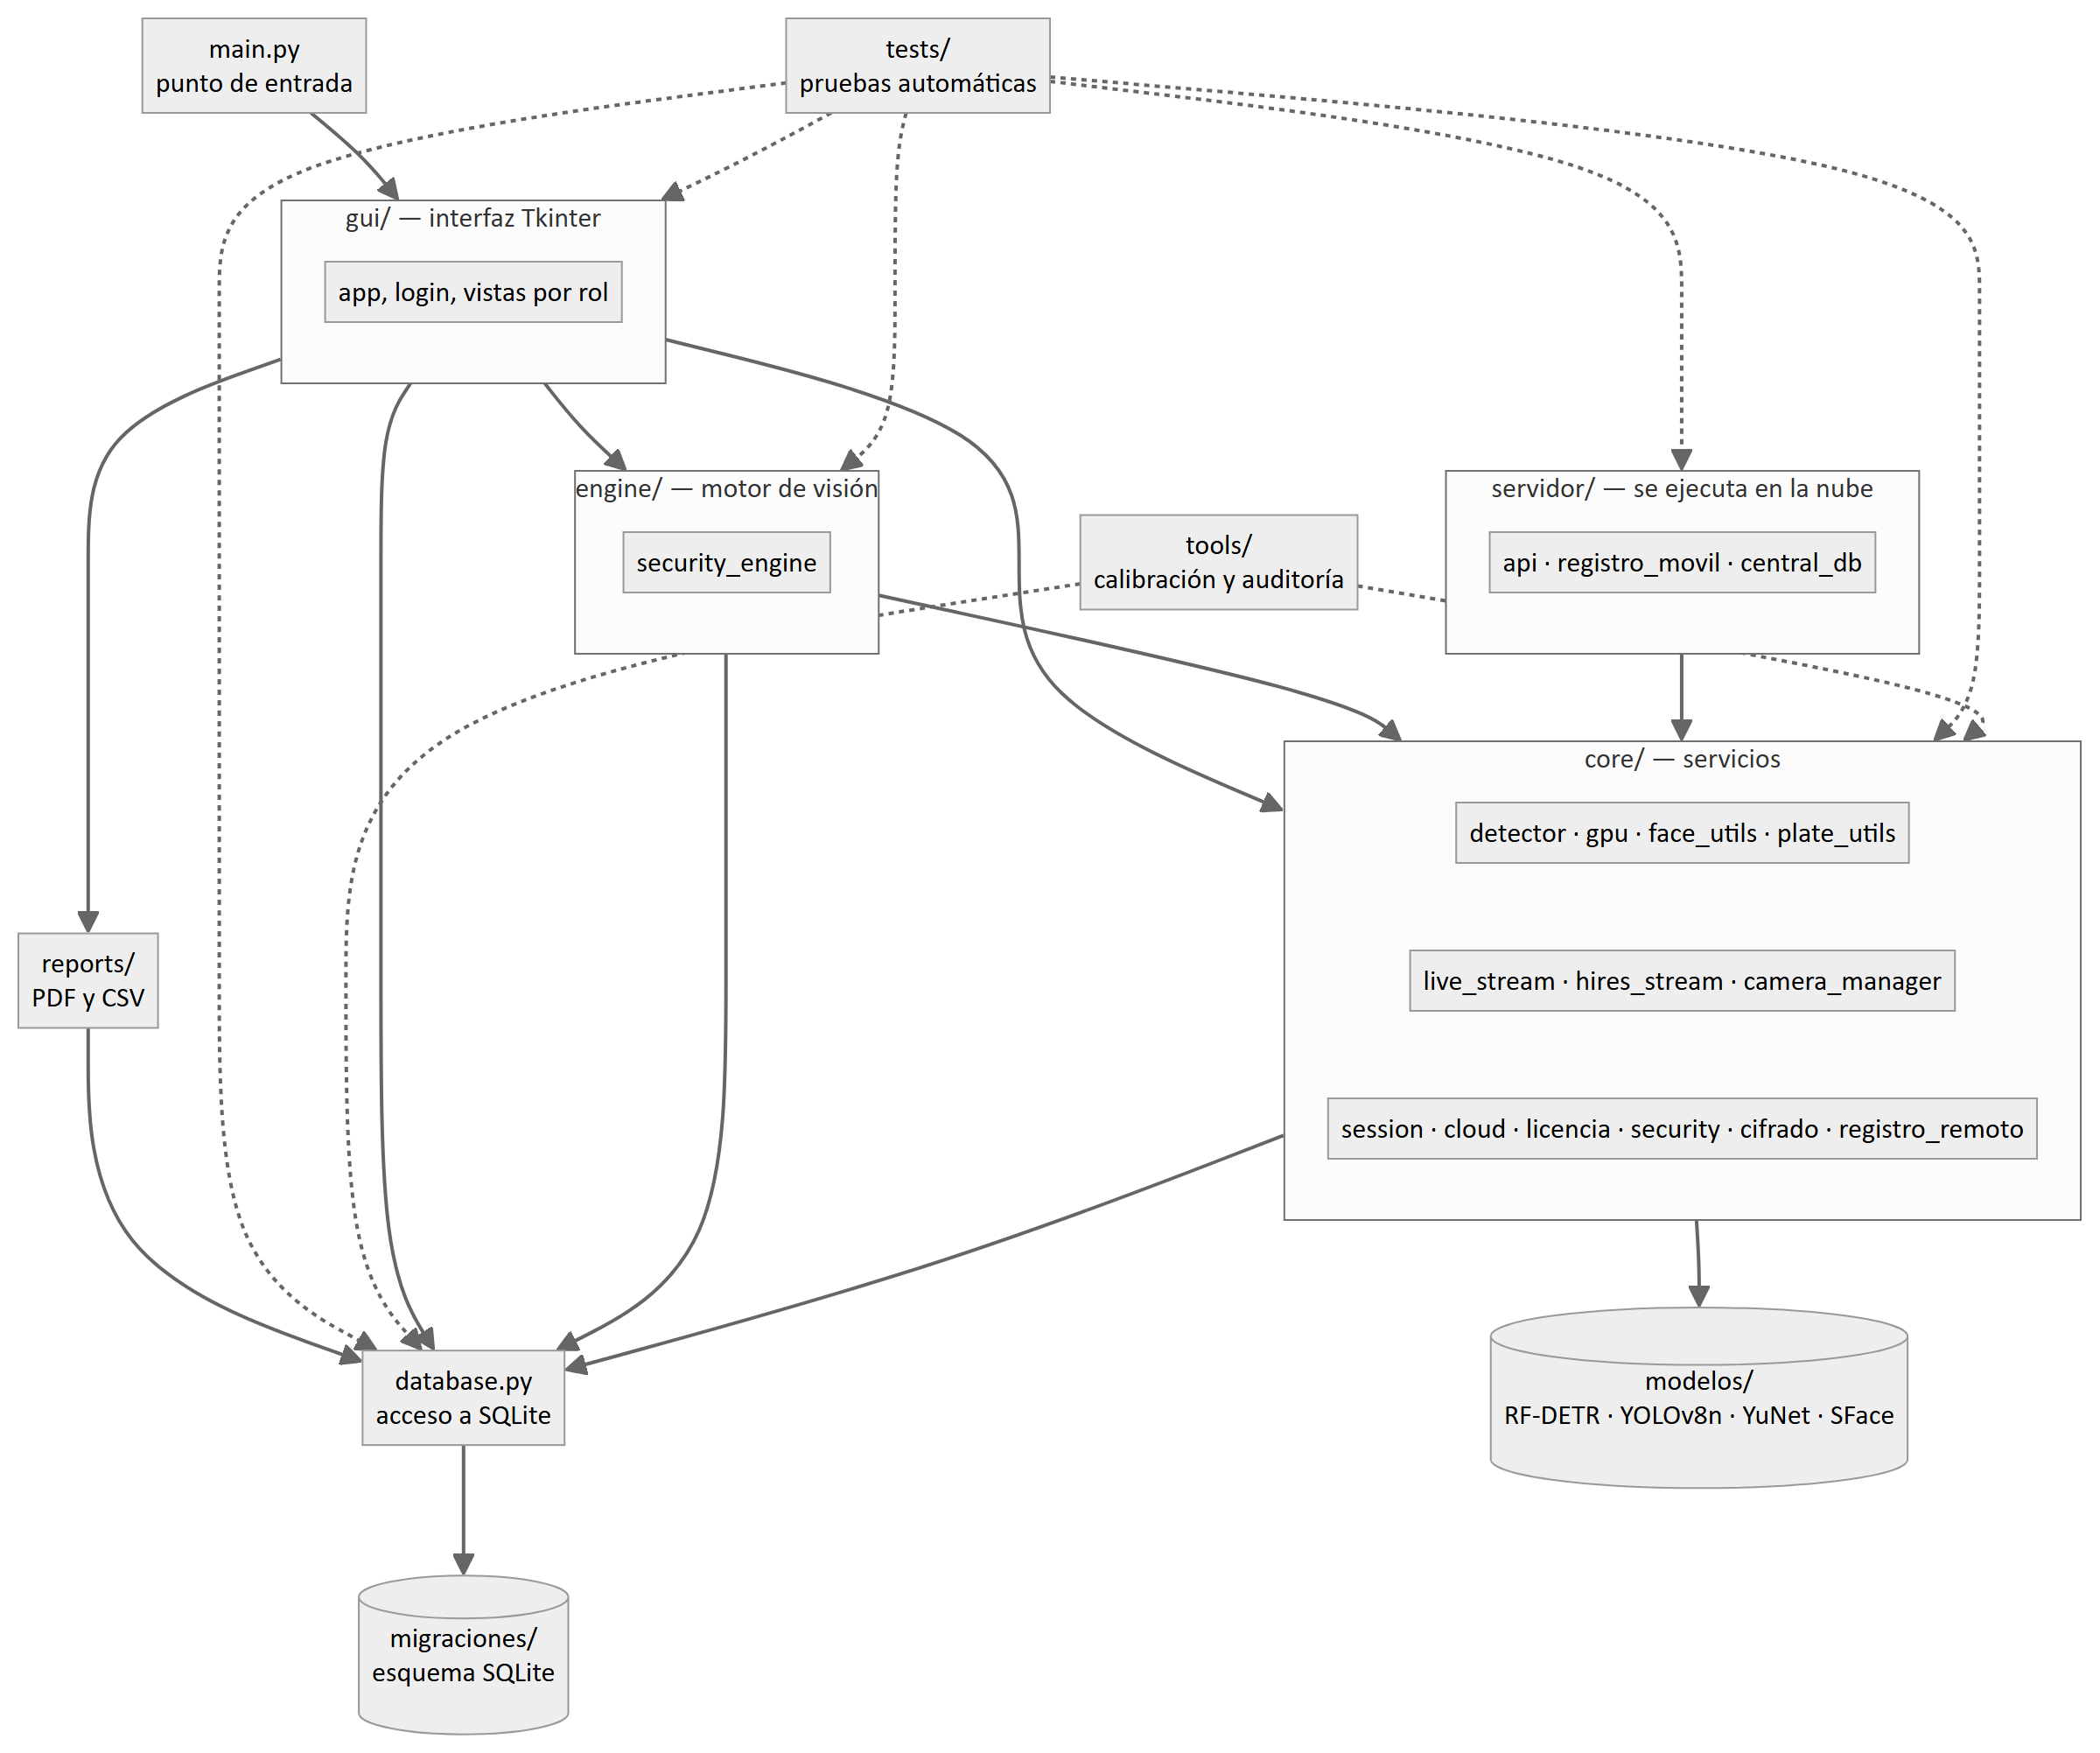 main.py
punto de entrada
tests/
pruebas automáticas
gui/ — interfaz Tkinter
app, login, vistas por rol
engine/ — motor de visión
security_engine
tools/
calibración y auditoría
servidor/ — se ejecuta en la nube
api · registro_movil · central_db
core/ — servicios
detector · gpu · face_utils · plate_utils
live_stream · hires_stream · camera_manager
session · cloud · licencia · security · cifrado · registro_remoto
reports/
PDF y CSV
database.py
acceso a SQLite
modelos/
RF-DETR · YOLOv8n · YuNet · SFace
migraciones/
esquema SQLite